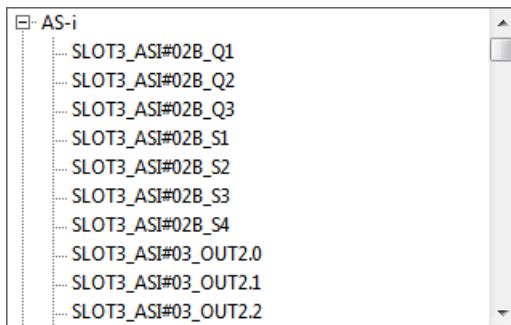 AS-i
SLOT3_ASI#02B_Q1
SLOT3_ASI#02B_Q2
SLOT3_ASI#02B_Q3
SLOT3_ASI#02B_S1
SLOT3_ASI#02B_S2
SLOT3_ASI#02B_S3
SLOT3_ASI#02B_S4
SLOT3_ASI#03_OUT2.0
SLOT3_ASI#03_OUT2.1
SLOT3_ASI#03_OUT2.2